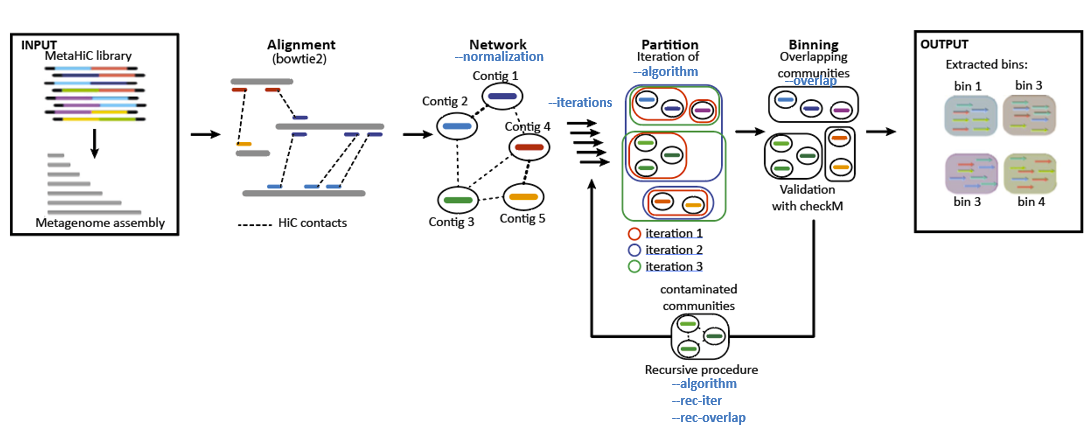 INPUT
MetaHiC library
Metagenome assembly
Alignment
(bowtie2)
HiC contacts
Network
--normalization
Contig 1
Contig 2
Contig 4
Contig 3
Contig 5
--iterations
Partition
Iteration of
--algorithm
iteration 1
iteration 2
iteration 3
Binning
Overlapping
communities
--overlap
Validation
with checkM
contaminated
communities
Recursive procedure
--algorithm
--rec-iter
--rec-overlap
OUTPUT
Extracted bins:
bin 1
bin 3
bin 3
bin 4